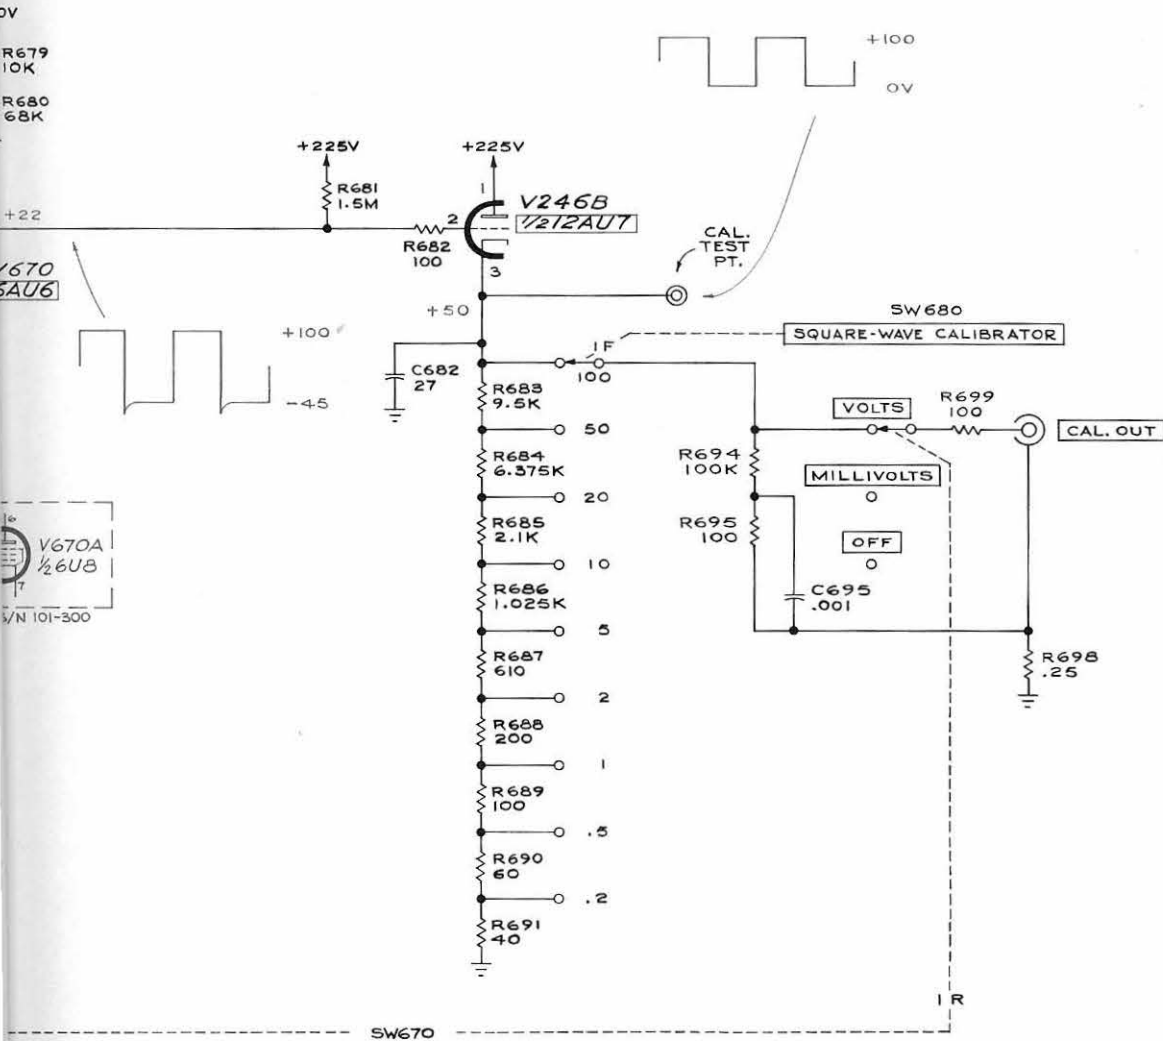 0V
R679
10K
R680
68K
+100
0V
+225V
R681
1.5M
+225V
1
V246B
1/2 12AU7
+22
2
R682
100
3
CAL.
TEST
PT.
V670
6AU6
+50
+100
-45
SW680
SQUARE-WAVE CALIBRATOR
1F
100
C682
27
R683
9.5K
50
R684
6.375K
20
R685
2.1K
10
R686
1.025K
5
R687
610
2
R688
200
1
R689
100
.5
R690
60
.2
R691
40
VOLTS
R699
100
CAL. OUT
R694
100K
MILLIVOLTS
R695
100
OFF
C695
.001
R698
.25
6
V670A
1/2 6U8
7
S/N 101-300
1R
SW670